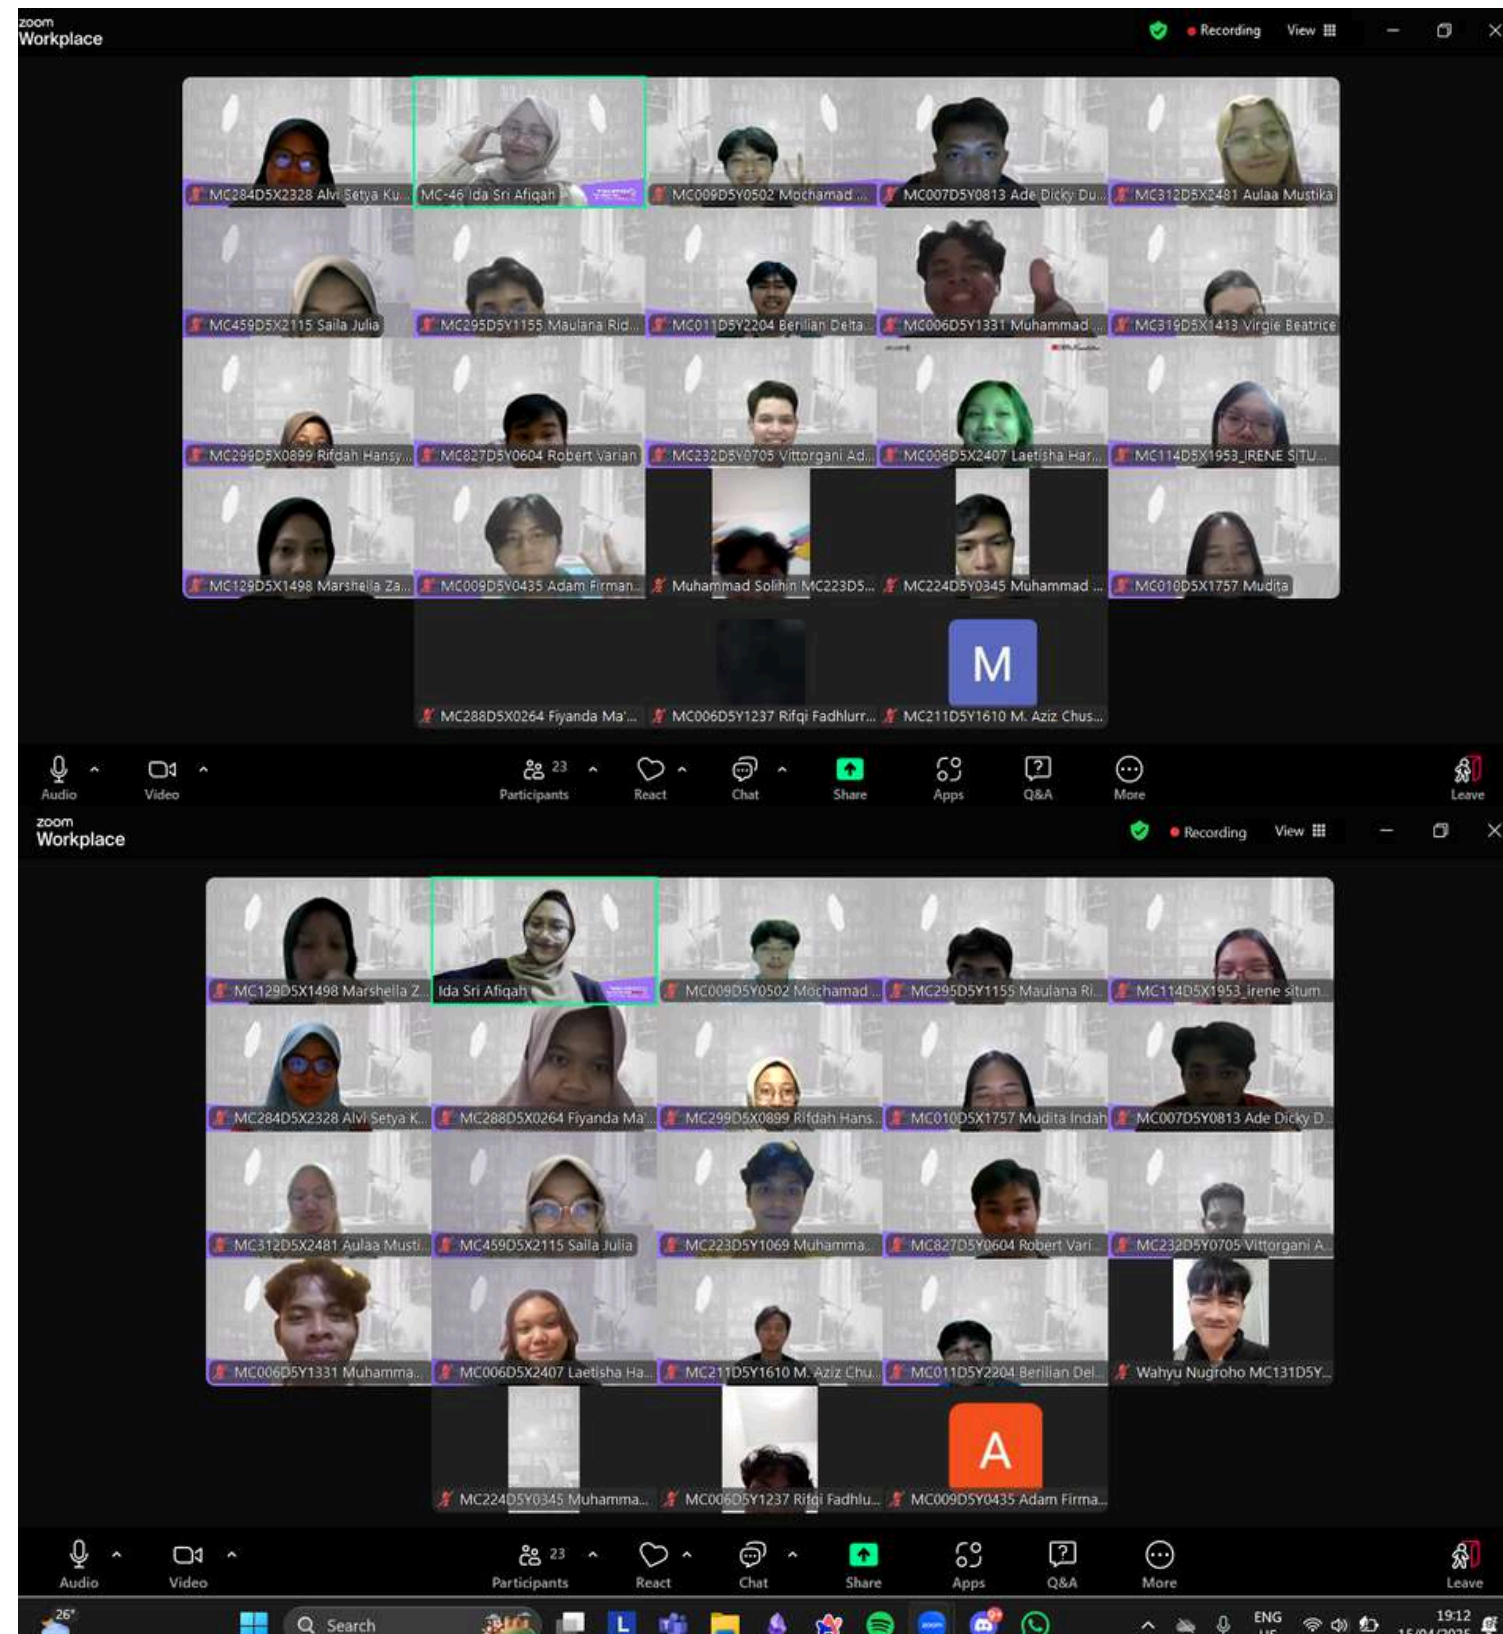 zoom
Workplace
Recording
View
MC284D5X2328 Alvi Setya Ku...
MC-46 Ida Sri Afiqah
MC009D5Y0502 Mochamad ...
MC007D5Y0813 Ade Dicky Du...
MC312D5X2481 Aulaa Mustika
MC459D5X2115 Saila Julia
MC295D5Y1155 Maulana Rid...
MC011D5Y2204 Berilian Delta...
MC006D5Y1331 Muhammad ...
MC319D5X1413 Virgie Beatrice
MC299D5X0899 Rifdah Hansy...
MC827D5Y0604 Robert Varian
MC232D5Y0705 Vittorgani Ad...
MC006D5X2407 Laetisha Har...
MC114D5X1953_IRENE SITU...
MC129D5X1498 Marshella Za...
MC009D5Y0435 Adam Firman...
Muhammad Solihin MC223D5...
MC224D5Y0345 Muhammad ...
MC010D5X1757 Mudita
M
MC288D5X0264 Fiyanda Ma'...
MC006D5Y1237 Rifqi Fadhlurr...
MC211D5Y1610 M. Aziz Chus...
23
Audio
Video
Participants
React
Chat
Share
Apps
Q&A
More
Leave
zoom
Workplace
Recording
View
MC129D5X1498 Marshella Z...
Ida Sri Afiqah
MC009D5Y0502 Mochamad ...
MC295D5Y1155 Maulana Ri...
MC114D5X1953_irene situm...
MC284D5X2328 Alvi Setya K...
MC288D5X0264 Fiyanda Ma'...
MC299D5X0899 Rifdah Hans...
MC010D5X1757 Mudita Indah
MC007D5Y0813 Ade Dicky D...
MC312D5X2481 Aulaa Musti...
MC459D5X2115 Saila Julia
MC223D5Y1069 Muhamma...
MC827D5Y0604 Robert Vari...
MC232D5Y0705 Vittorgani A...
MC006D5Y1331 Muhamma...
MC006D5X2407 Laetisha Ha...
MC211D5Y1610 M. Aziz Chu...
MC011D5Y2204 Berilian Del...
Wahyu Nugroho MC131D5Y...
A
MC224D5Y0345 Muhamma...
MC006D5Y1237 Rifqi Fadhlu...
MC009D5Y0435 Adam Firma...
23
Audio
Video
Participants
React
Chat
Share
Apps
Q&A
More
Leave
26°
Search
L
zoom
9+
ENG
US
19:12
15/04/2025